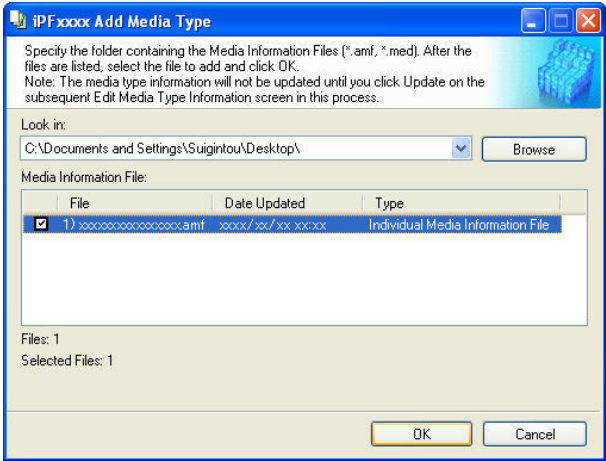 iPFxxxx Add Media Type
Specify the folder containing the Media Information Files (*.amf, *.med). After the
files are listed, select the file to add and click OK.
Note: The media type information will not be updated until you click Update on the
subsequent Edit Media Type Information screen in this process.
Look in:
C:\Documents and Settings\Suigintou\Desktop\ Browse
Media Information File:
File Date Updated Type
1) xxxxxxxxxxxxxxxx.amf xxxx/xx/xx xx:xx Individual Media Information File
Files: 1
Selected Files: 1
OK Cancel